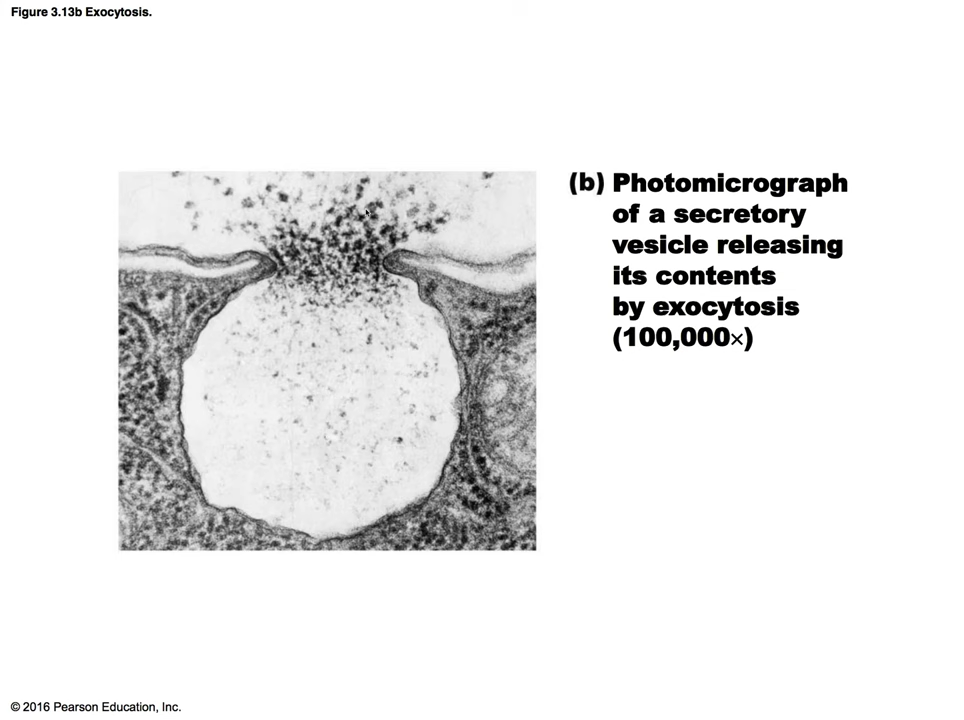 Figure 3.13b Exocytosis.
(b) Photomicrograph
of a secretory
vesicle releasing
its contents
by exocytosis
(100,000×)
© 2016 Pearson Education, Inc.